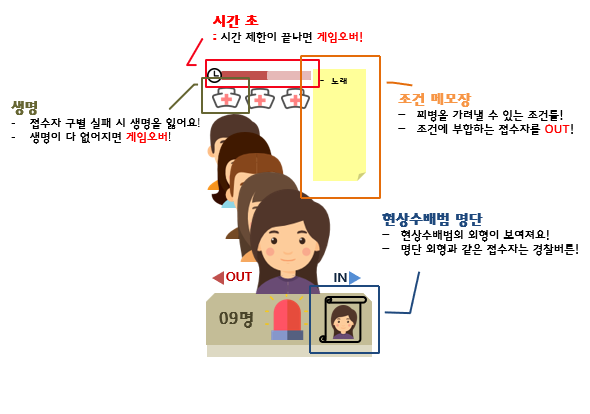 시간 초
: 시간 제한이 끝나면 게임오버!
- 노래
생명
- 접수자 구별 실패 시 생명을 잃어요!
- 생명이 다 없어지면 게임오버!
조건 메모장
- 꾀병을 가려낼 수 있는 조건들!
- 조건에 부합하는 접수자를 OUT!
현상수배범 명단
- 현상수배범의 외형이 보여져요!
- 명단 외형과 같은 접수자는 경찰버튼!
OUT
IN
09명